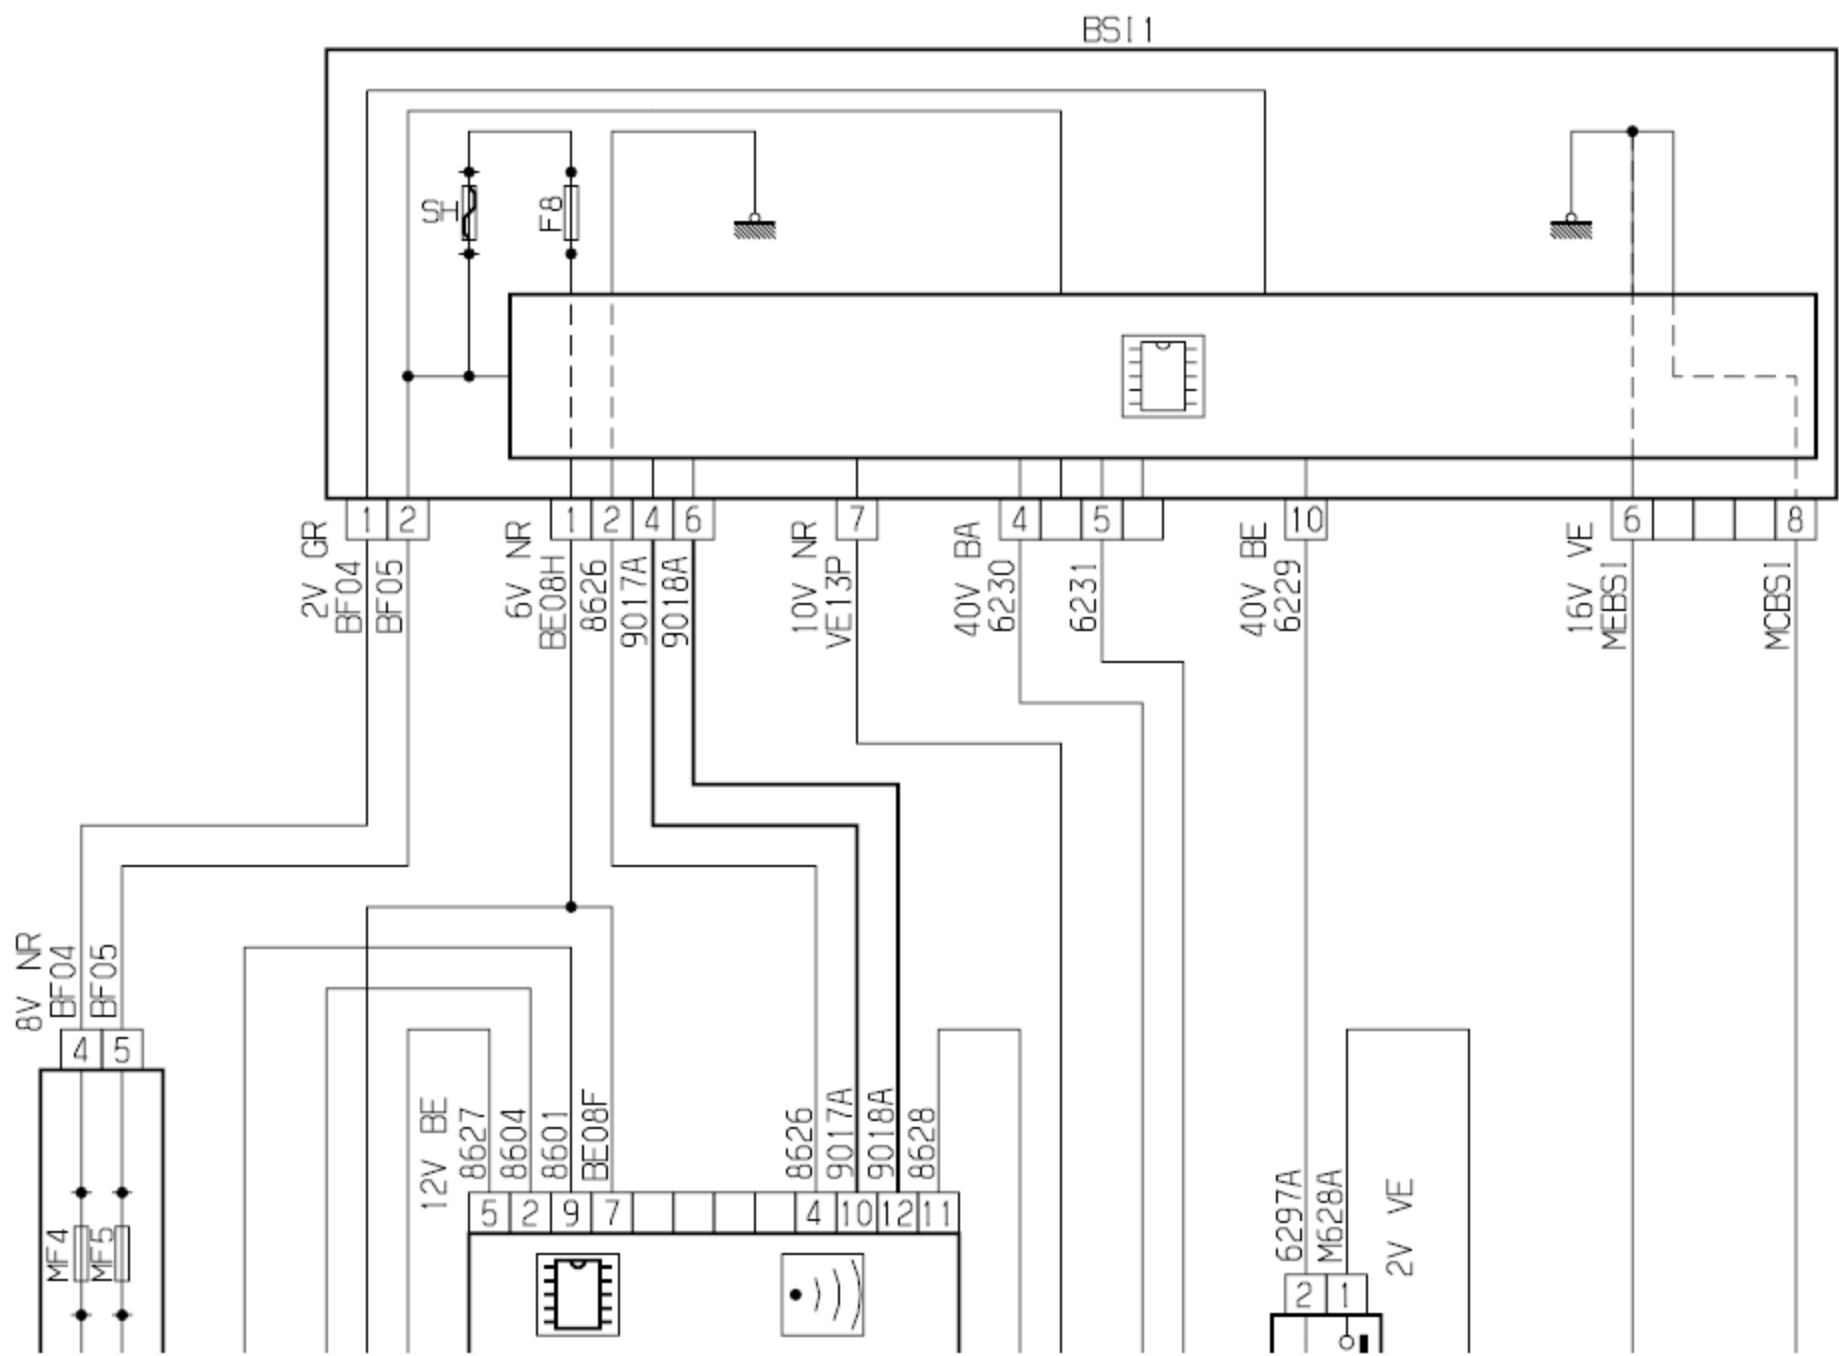 BSI1
SH
F8
1 2 1 2 4 6 7 4 5 10 6 8
2V GR
BF04
BF05
6V NR
BE08H
8626
9017A
9018A
10V NR
VE13P
40V BA
6230
6231
40V BE
6229
16V VE
MEBSI
MCBSI
8V NR
BF04
BF05
4 5
MF4
MF5
12V BE
8627
8604
8601
BE08F
8626
9017A
9018A
8628
5 2 9 7 4 10 12 11
6297A
M628A
2V VE
2 1